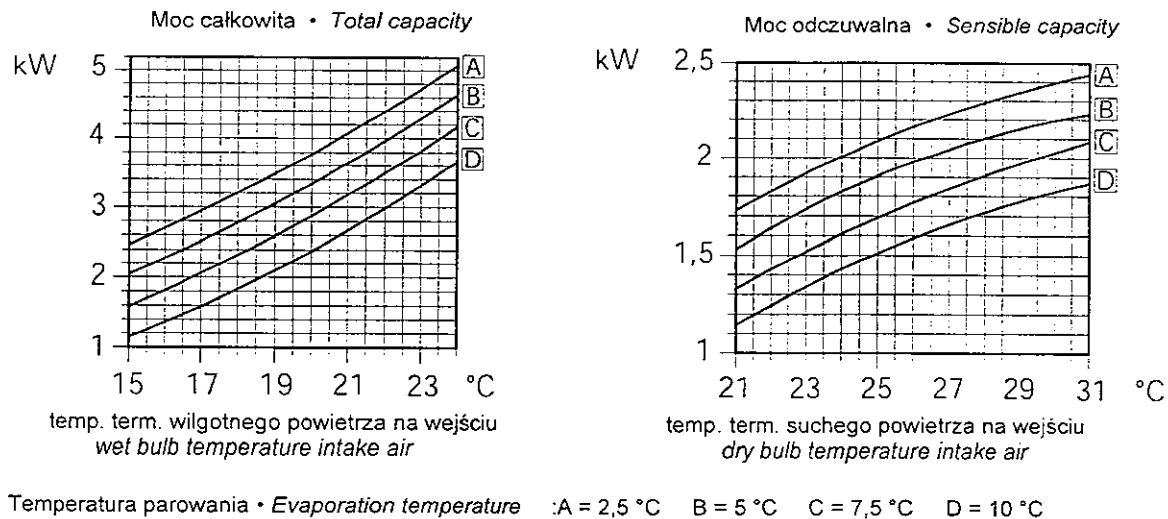 Moc całkowita • Total capacity
kW
5
4
3
2
1
A
B
C
D
15 17 19 21 23 °C
temp. term. wilgotnego powietrza na wejściu
wet bulb temperature intake air
Moc odczuwalna • Sensible capacity
kW
2,5
2
1,5
1
A
B
C
D
21 23 25 27 29 31 °C
temp. term. suchego powietrza na wejściu
dry bulb temperature intake air
Temperatura parowania • Evaporation temperature :A = 2,5 °C B = 5 °C C = 7,5 °C D = 10 °C